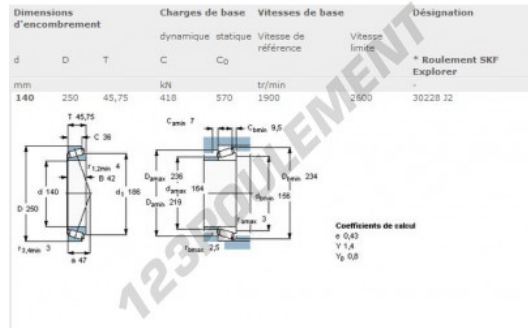 Dimensions d'encombrement
Charges de base
Vitesses de base
Désignation
dynamique statique
Vitesse de référence
Vitesse limite
d D T C C0
* Roulement SKF Explorer
mm kN tr/min -
140 250 45,75 418 570 1900 2600 30228 J2
T 45,75
C 36
r1,2min 4
B 42
d 140
d1 186
D 250
r3,4min 3
a 47
Camin 7
Cbmin 9,5
Damax 236
damax 164
Damin 219
Dbmin 234
dbmin 156
ramax 3
rbmax 2,5
Coefficients de calcul
e 0,43
Y 1,4
Y0 0,8
123ROULEMENT